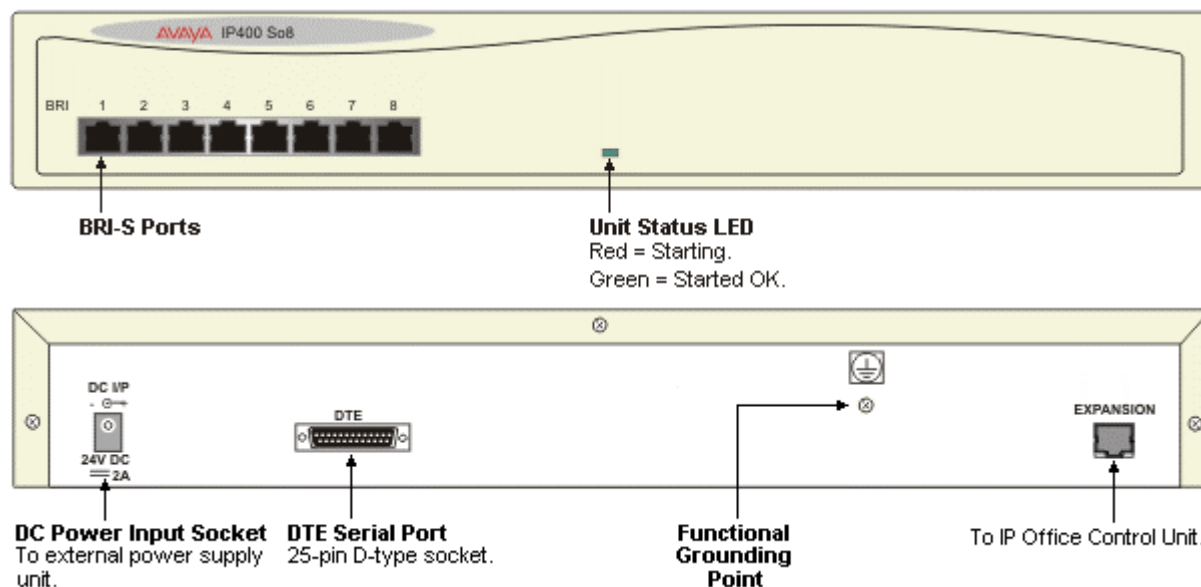 AVAYA IP400 So8
BRI 1 2 3 4 5 6 7 8
BRI-S Ports
Unit Status LED
Red = Starting.
Green = Started OK.
DC I/P
- +
24V DC
2A
DTE
EXPANSION
DC Power Input Socket
To external power supply
unit.
DTE Serial Port
25-pin D-type socket.
Functional
Grounding
Point
To IP Office Control Unit.